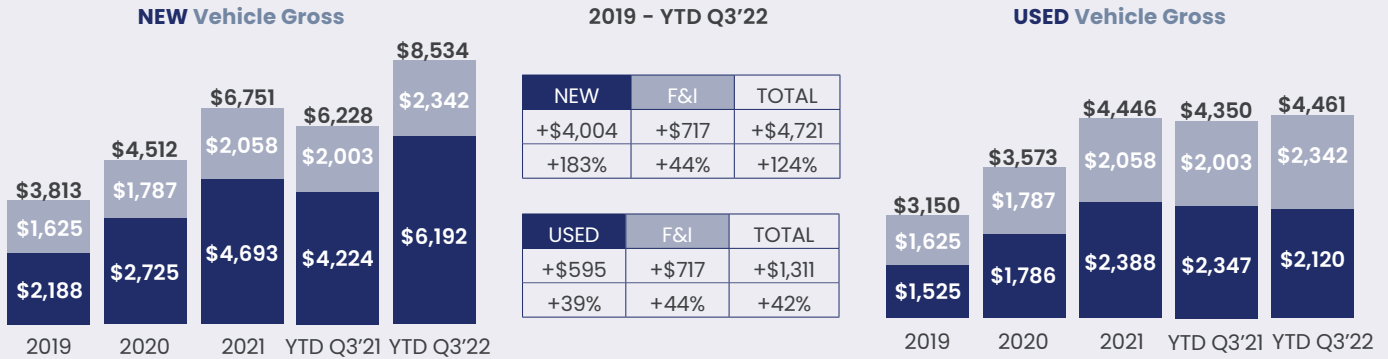 NEW Vehicle Gross
$3,813
$1,625
$2,188
2019
$4,512
$1,787
$2,725
2020
$6,751
$2,058
$4,693
2021
$6,228
$2,003
$4,224
YTD Q3’21
$8,534
$2,342
$6,192
YTD Q3’22
2019 - YTD Q3’22
NEW F&I TOTAL
+$4,004 +$717 +$4,721
+183% +44% +124%
USED F&I TOTAL
+$595 +$717 +$1,311
+39% +44% +42%
USED Vehicle Gross
$3,150
$1,625
$1,525
2019
$3,573
$1,787
$1,786
2020
$4,446
$2,058
$2,388
2021
$4,350
$2,003
$2,347
YTD Q3’21
$4,461
$2,342
$2,120
YTD Q3’22